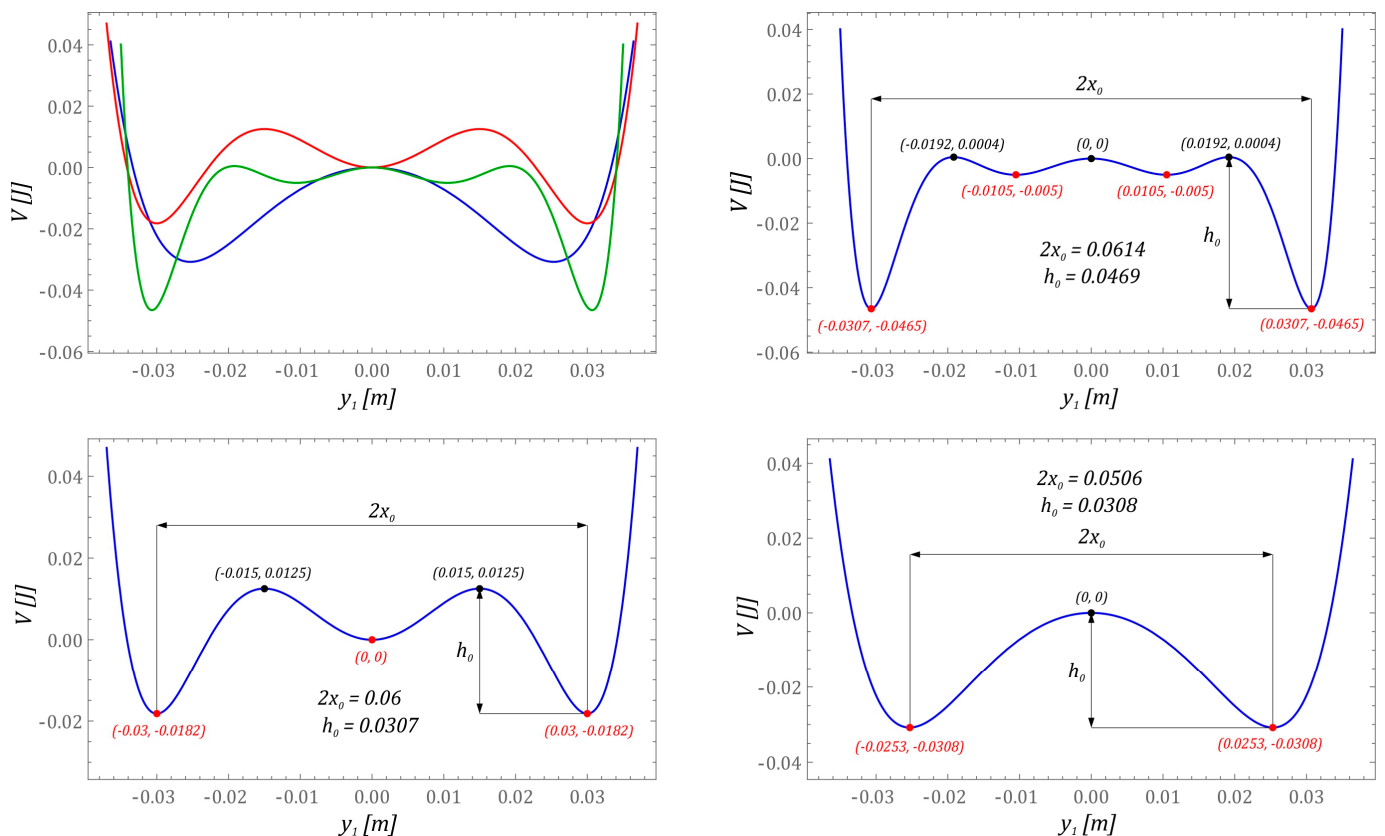 0.04
0.02
0.00
-0.02
-0.04
-0.06
V [J]
-0.03 -0.02 -0.01 0.00 0.01 0.02 0.03
y₁ [m]
0.04
0.02
0.00
-0.02
-0.04
-0.06
V [J]
2x₀
(-0.0192, 0.0004) (0, 0) (0.0192, 0.0004)
(-0.0105, -0.005) (0.0105, -0.005)
h₀
2x₀ = 0.0614
h₀ = 0.0469
(-0.0307, -0.0465) (0.0307, -0.0465)
-0.03 -0.02 -0.01 0.00 0.01 0.02 0.03
y₁ [m]
0.04
0.02
0.00
-0.02
V [J]
2x₀
(-0.015, 0.0125) (0.015, 0.0125)
(0, 0)
h₀
2x₀ = 0.06
h₀ = 0.0307
(-0.03, -0.0182) (0.03, -0.0182)
-0.03 -0.02 -0.01 0.00 0.01 0.02 0.03
y₁ [m]
0.04
0.02
0.00
-0.02
-0.04
V [J]
2x₀ = 0.0506
h₀ = 0.0308
2x₀
(0, 0)
h₀
(-0.0253, -0.0308) (0.0253, -0.0308)
-0.03 -0.02 -0.01 0.00 0.01 0.02 0.03
y₁ [m]